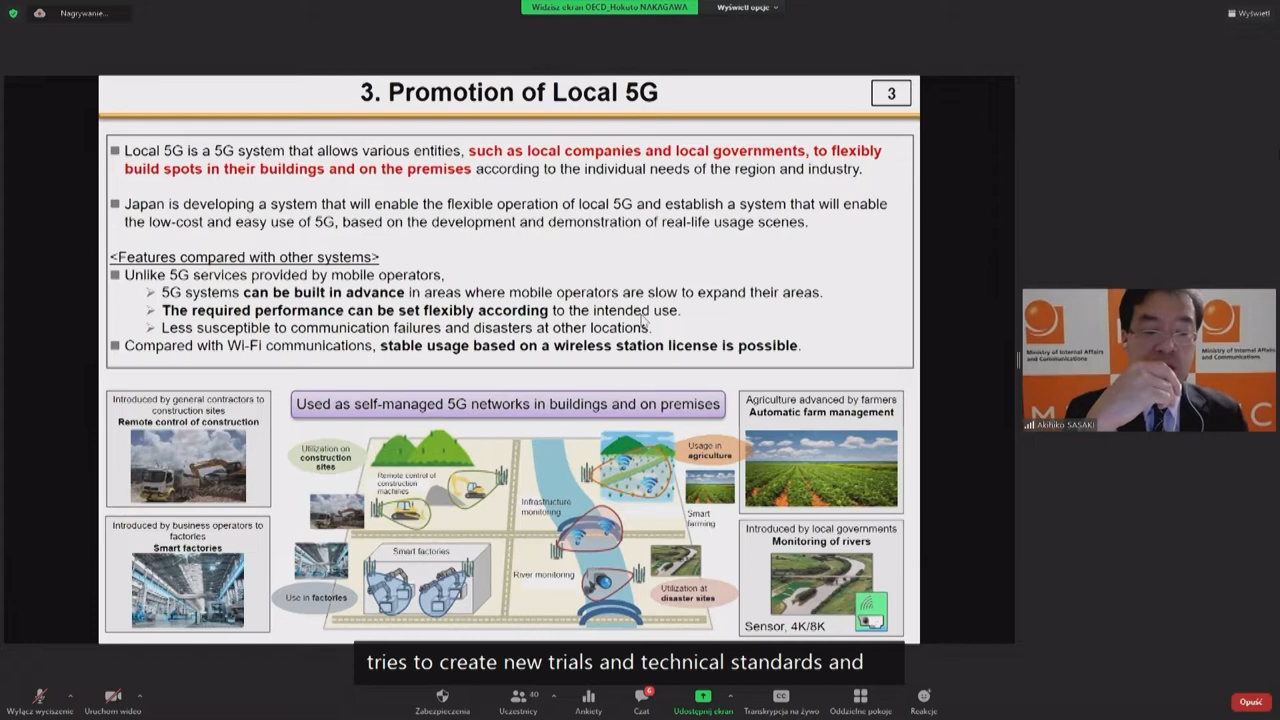 Nagrywanie...
Widzisz ekran OECD_Hokuto NAKAGAWA
Wyświetl opcje
Wyświetl
3. Promotion of Local 5G
3
Local 5G is a 5G system that allows various entities, such as local companies and local governments, to flexibly
build spots in their buildings and on the premises according to the individual needs of the region and industry.
Japan is developing a system that will enable the flexible operation of local 5G and establish a system that will enable
the low-cost and easy use of 5G, based on the development and demonstration of real-life usage scenes.
<Features compared with other systems>
Unlike 5G services provided by mobile operators,
5G systems can be built in advance in areas where mobile operators are slow to expand their areas.
The required performance can be set flexibly according to the intended use.
Less susceptible to communication failures and disasters at other locations.
Compared with Wi-Fi communications, stable usage based on a wireless station license is possible.
Introduced by general contractors to
construction sites
Remote control of construction
Introduced by business operators to
factories
Smart factories
Used as self-managed 5G networks in buildings and on premises
Utilization on
construction
sites
Remote control of
construction
machines
Infrastructure
monitoring
Usage in
agriculture
Smart
farming
Smart factories
River monitoring
Use in factories
Utilization at
disaster sites
Agriculture advanced by farmers
Automatic farm management
Introduced by local governments
Monitoring of rivers
Sensor, 4K/8K
Ministry of Internal Affairs
and Communications
Ministry of Internal Affairs
and Communications
M
C
Akihiko SASAKI
tries to create new trials and technical standards and
Wyłącz wyciszenie
Uruchom wideo
Zabezpieczenia
40
Uczestnicy
Ankiety
6
Czat
Udostępnij ekran
CC
Transkrypcja na żywo
Oddzielne pokoje
Reakcje
Opuść